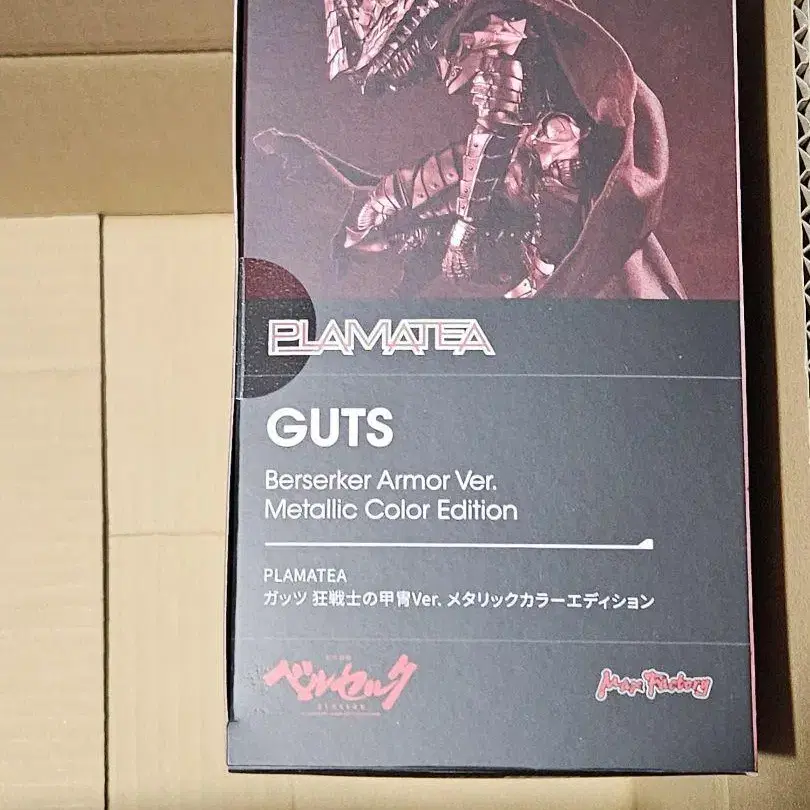 PLAMATEA
GUTS
Berserker Armor Ver.
Metallic Color Edition
PLAMATEA
ガッツ 狂戦士の甲冑Ver. メタリックカラーエディション
ベルセルク
Max Factory